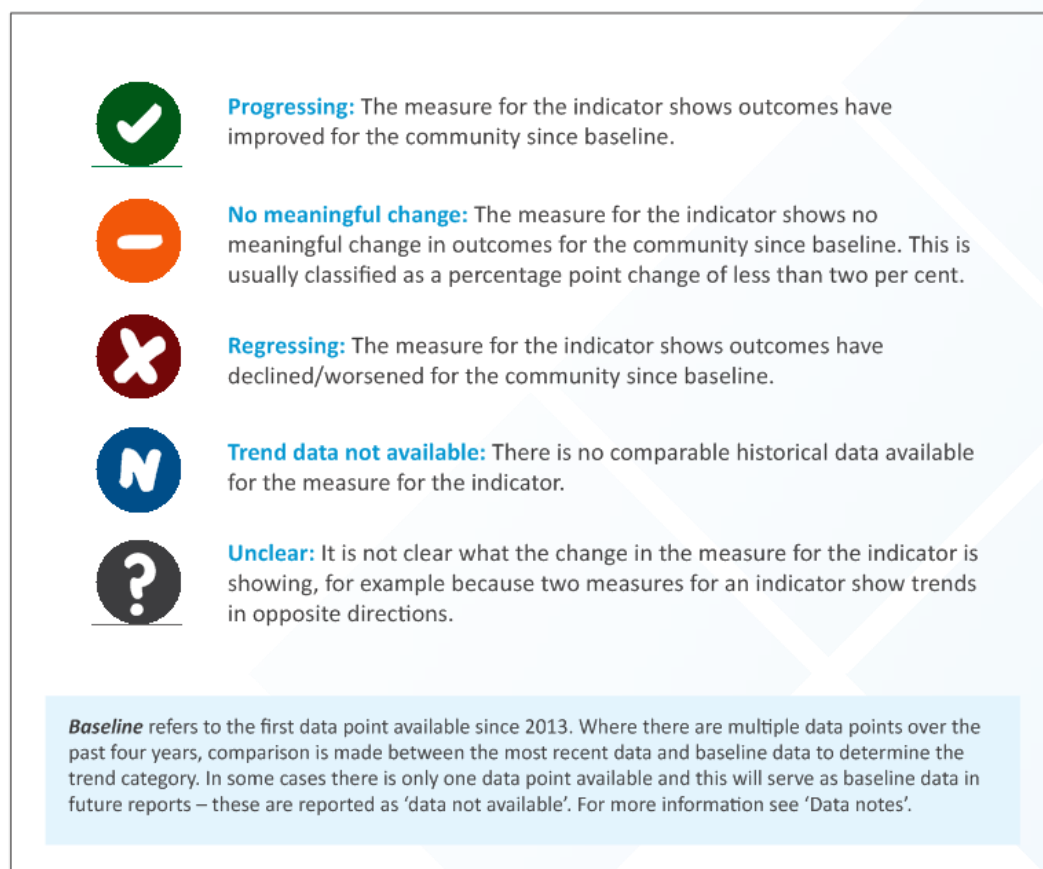 Progressing: The measure for the indicator shows outcomes have
improved for the community since baseline.
No meaningful change: The measure for the indicator shows no
meaningful change in outcomes for the community since baseline. This is
usually classified as a percentage point change of less than two per cent.
Regressing: The measure for the indicator shows outcomes have
declined/worsened for the community since baseline.
N
Trend data not available: There is no comparable historical data available
for the measure for the indicator.
?
Unclear: It is not clear what the change in the measure for the indicator is
showing, for example because two measures for an indicator show trends
in opposite directions.
Baseline refers to the first data point available since 2013. Where there are multiple data points over the
past four years, comparison is made between the most recent data and baseline data to determine the
trend category. In some cases there is only one data point available and this will serve as baseline data in
future reports – these are reported as ‘data not available’. For more information see ‘Data notes’.